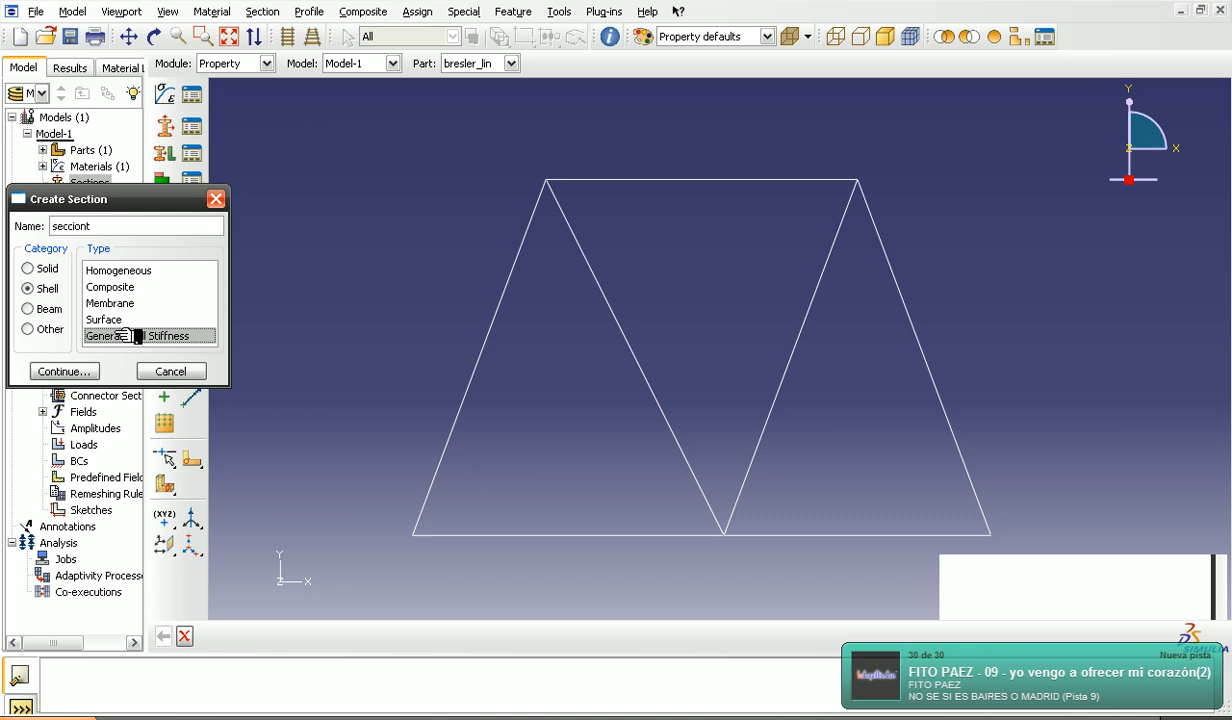 File Model Viewport View Material Section Profile Composite Assign Special Feature Tools Plug-ins Help
All
Property defaults
Model Results Material L
Module: Property Model: Model-1 Part: bresler_lin
M
Models (1)
Model-1
Parts (1)
Materials (1)
Sections
Create Section
Name: secciont
Category Type
Solid
Shell
Beam
Other
Homogeneous
Composite
Membrane
Surface
Stiffness
Continue... Cancel
Connector Sect
Fields
Amplitudes
Loads
BCs
Predefined Field
Remeshing Rule
Sketches
Annotations
Analysis
Jobs
Adaptivity Processe
Co-executions
(XYZ)
Y
Z X
Y
Z X
SIMULIA
30 de 30 Nueva pista
FITO PAEZ - 09 - yo vengo a ofrecer mi corazón(2)
FITO PAEZ
NO SE SI ES BAIRES O MADRID (Pista 9)
>>>